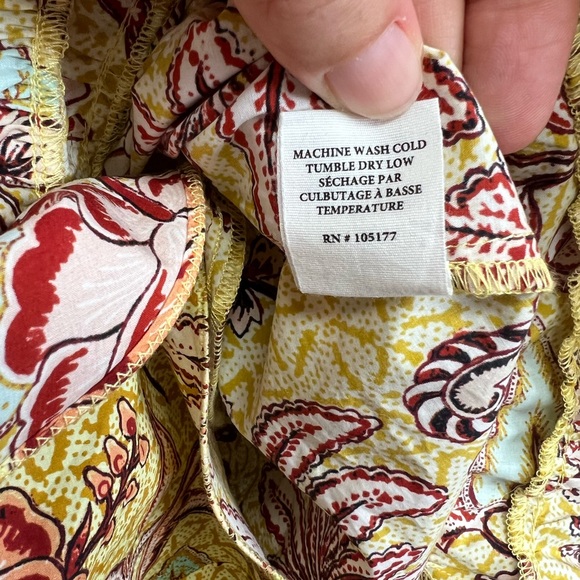 MACHINE WASH COLD
TUMBLE DRY LOW
SÉCHAGE PAR
CULBUTAGE À BASSE
TEMPERATURE
RN # 105177